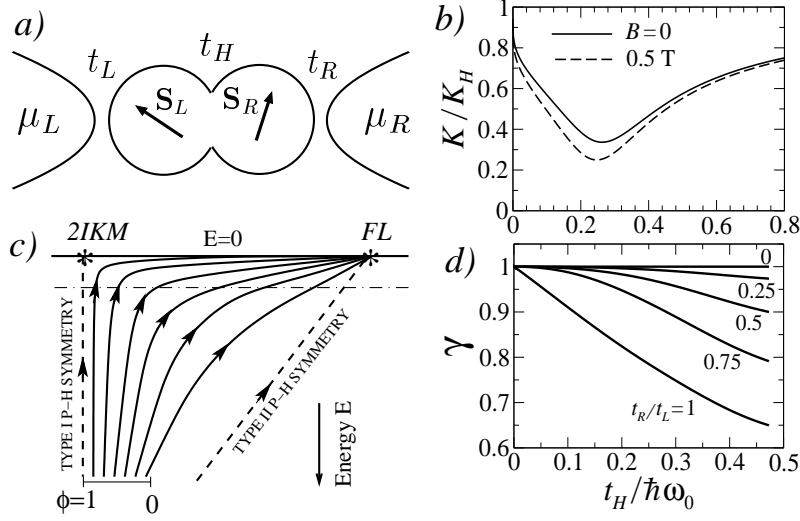 a)
t_L
t_H
t_R
μ_L
S_L
S_R
μ_R
b)
K/K_H
1
0.8
0.6
0.4
0.2
0
B=0
0.5 T
0 0.2 0.4 0.6 0.8
c)
2IKM
E=0
FL
TYPE I P-H SYMMETRY
TYPE II P-H SYMMETRY
Energy E
ϕ=1
0
d)
γ
1
0.9
0.8
0.7
0.6
0
0.25
0.5
0.75
t_R/t_L=1
0 0.1 0.2 0.3 0.4 0.5
t_H/ħω₀